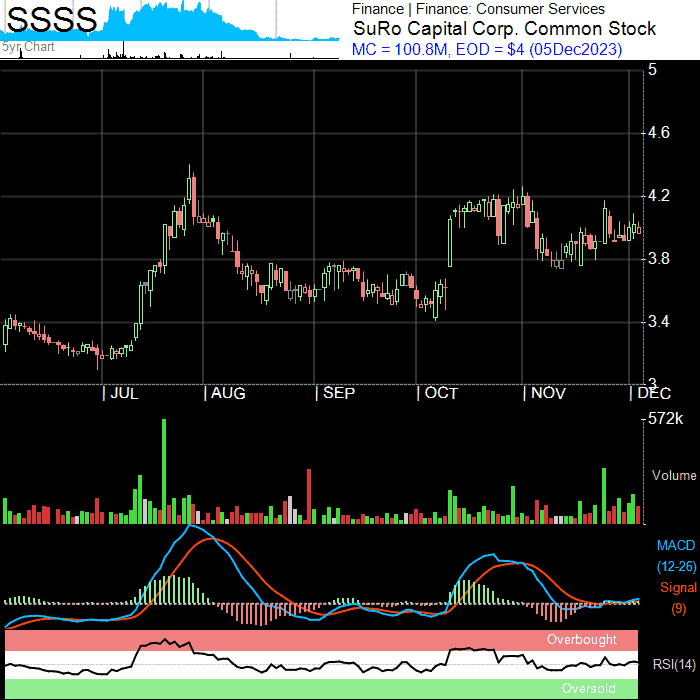 SSSS
5yr Chart
Finance | Finance: Consumer Services
SuRo Capital Corp. Common Stock
MC = 100.8M, EOD = $4 (05Dec2023)
5
4.6
4.2
3.8
3.4
3
JUL
AUG
SEP
OCT
NOV
DEC
572k
Volume
MACD
(12-26)
Signal
(9)
Overbought
RSI(14)
Oversold